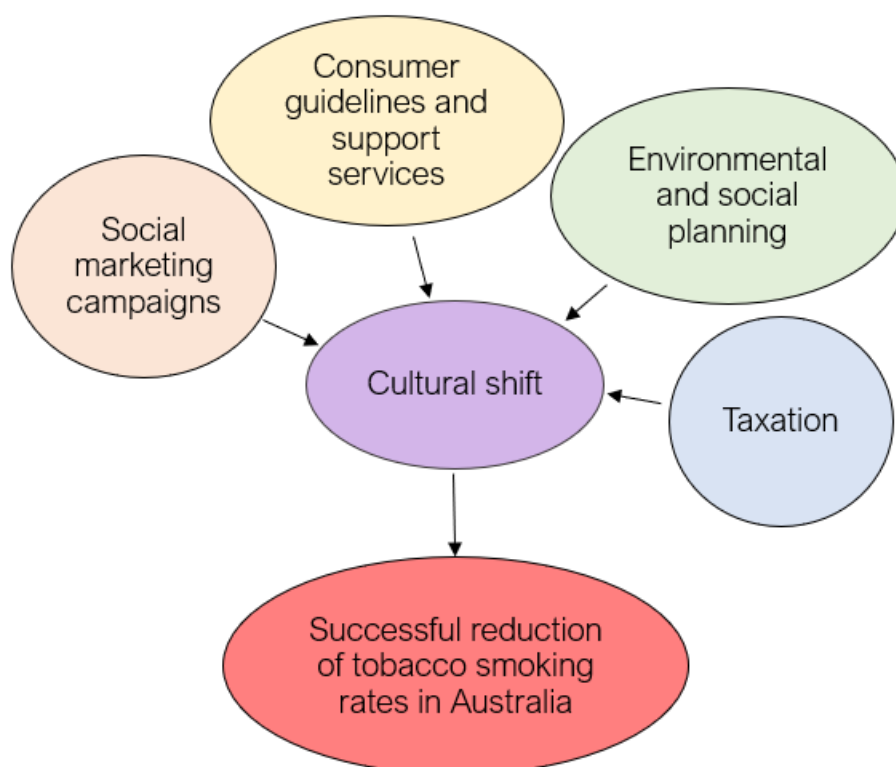 Consumer
guidelines and
support
services
Environmental
and social
planning
Social
marketing
campaigns
Cultural shift
Taxation
Successful reduction
of tobacco smoking
rates in Australia